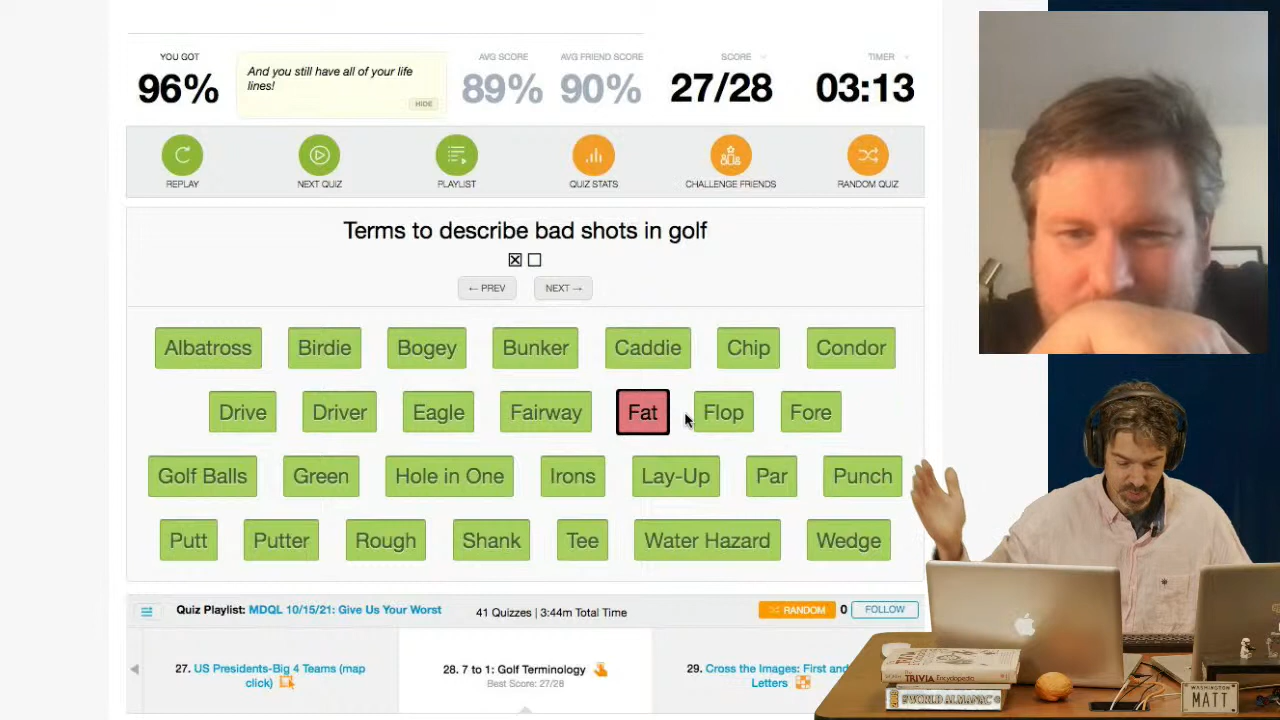 YOU GOT
96%
And you still have all of your life
lines!
HIDE
AVG SCORE
89%
AVG FRIEND SCORE
90%
SCORE
27/28
TIMER
03:13
REPLAY
NEXT QUIZ
PLAYLIST
QUIZ STATS
CHALLENGE FRIENDS
RANDOM QUIZ
Terms to describe bad shots in golf
← PREV
NEXT →
Albatross
Birdie
Bogey
Bunker
Caddie
Chip
Condor
Drive
Driver
Eagle
Fairway
Fat
Flop
Fore
Golf Balls
Green
Hole in One
Irons
Lay-Up
Par
Punch
Putt
Putter
Rough
Shank
Tee
Water Hazard
Wedge
Quiz Playlist: MDQL 10/15/21: Give Us Your Worst
41 Quizzes | 3:44m Total Time
RANDOM
0
FOLLOW
27. US Presidents-Big 4 Teams (map
click)
28. 7 to 1: Golf Terminology
Best Score: 27/28
29. Cross the Images: First and
Letters
TRIVIA Encyclopedia
WORLD ALMANAC
WASHINGTON
MATT